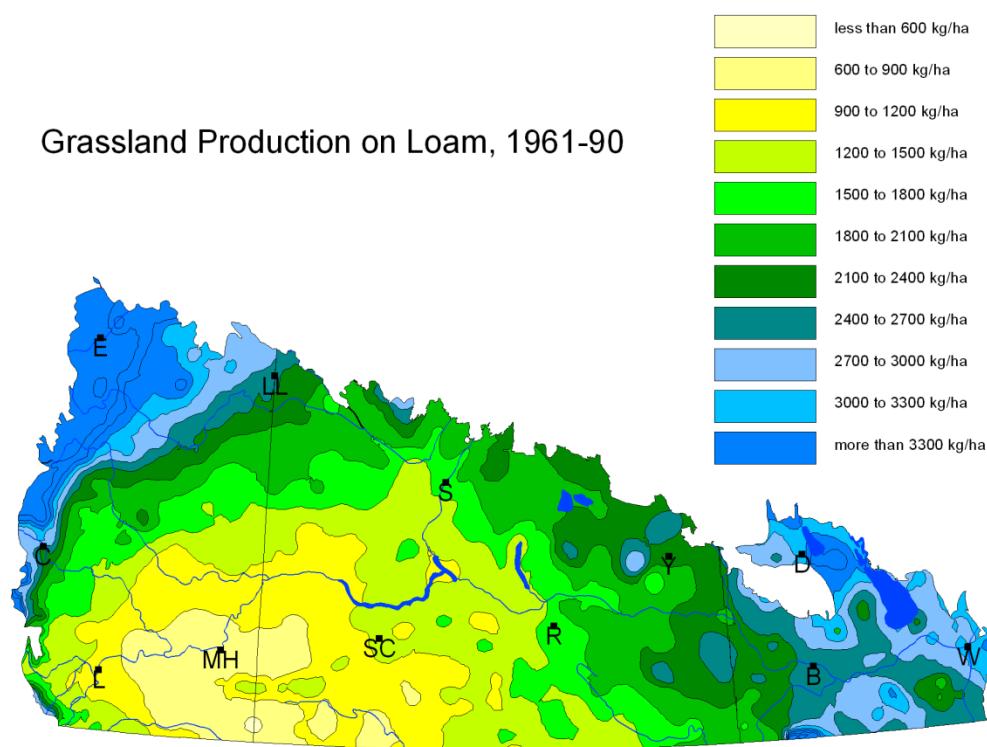 less than 600 kg/ha
600 to 900 kg/ha
900 to 1200 kg/ha
Grassland Production on Loam, 1961-90
1200 to 1500 kg/ha
1500 to 1800 kg/ha
1800 to 2100 kg/ha
2100 to 2400 kg/ha
2400 to 2700 kg/ha
2700 to 3000 kg/ha
3000 to 3300 kg/ha
more than 3300 kg/ha
E
LL
S
C
Y
D
R
SC
MH
L
B
W